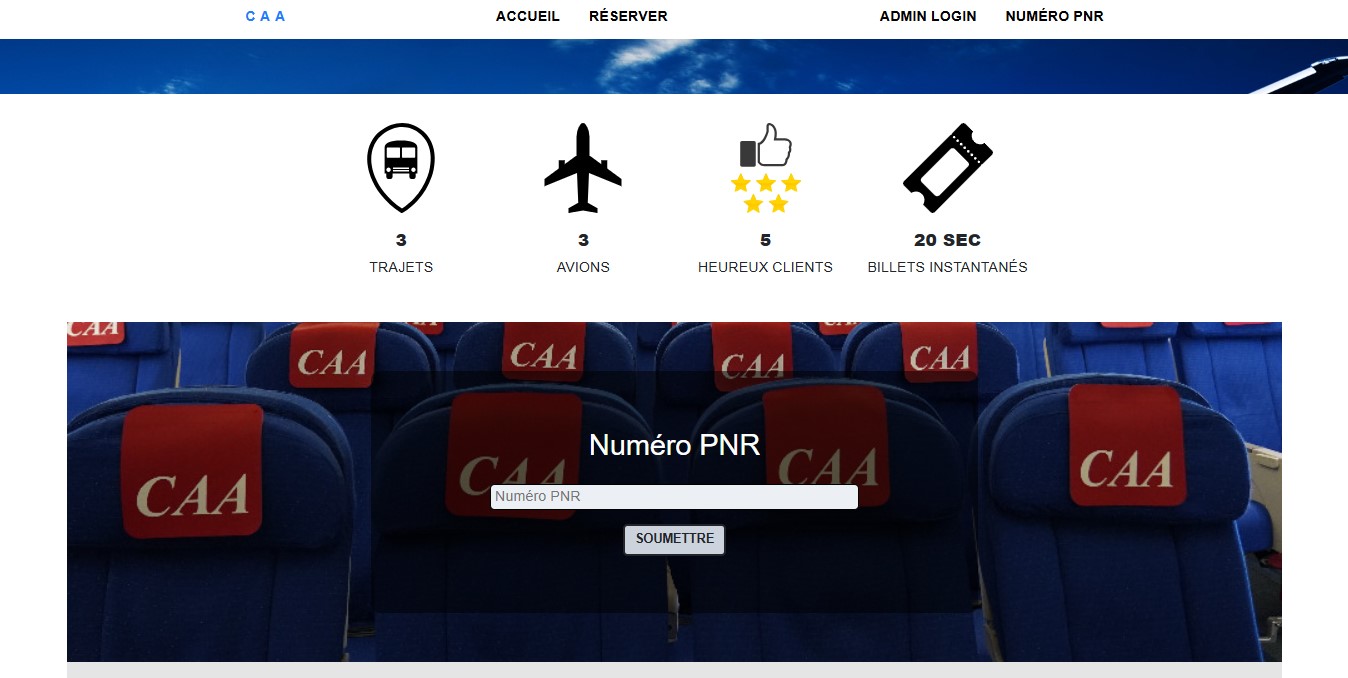 CAA
ACCUEIL
RÉSERVER
ADMIN LOGIN
NUMÉRO PNR
3
TRAJETS
3
AVIONS
5
HEUREUX CLIENTS
20 SEC
BILLETS INSTANTANÉS
CAA
CAA
CAA
CAA
CAA
CAA
CAA
CAA
CAA
Numéro PNR
Numéro PNR
SOUMETTRE